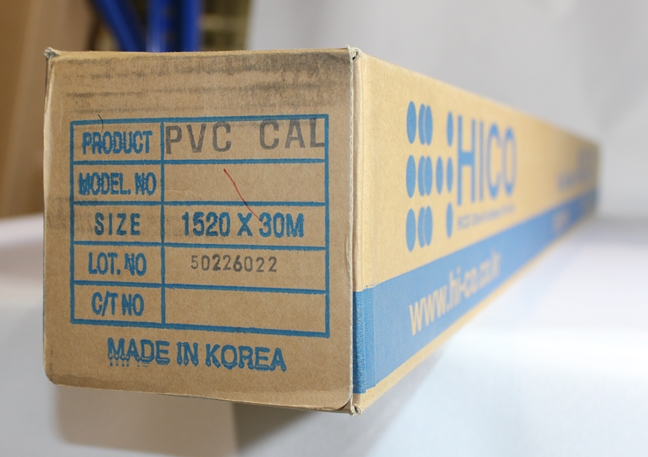 PRODUCT PVC CAL
MODEL. NO
SIZE 1520 X 30M
LOT. NO 50226022
C/T NO
MADE IN KOREA
HICO
www.hi-co.co.kr